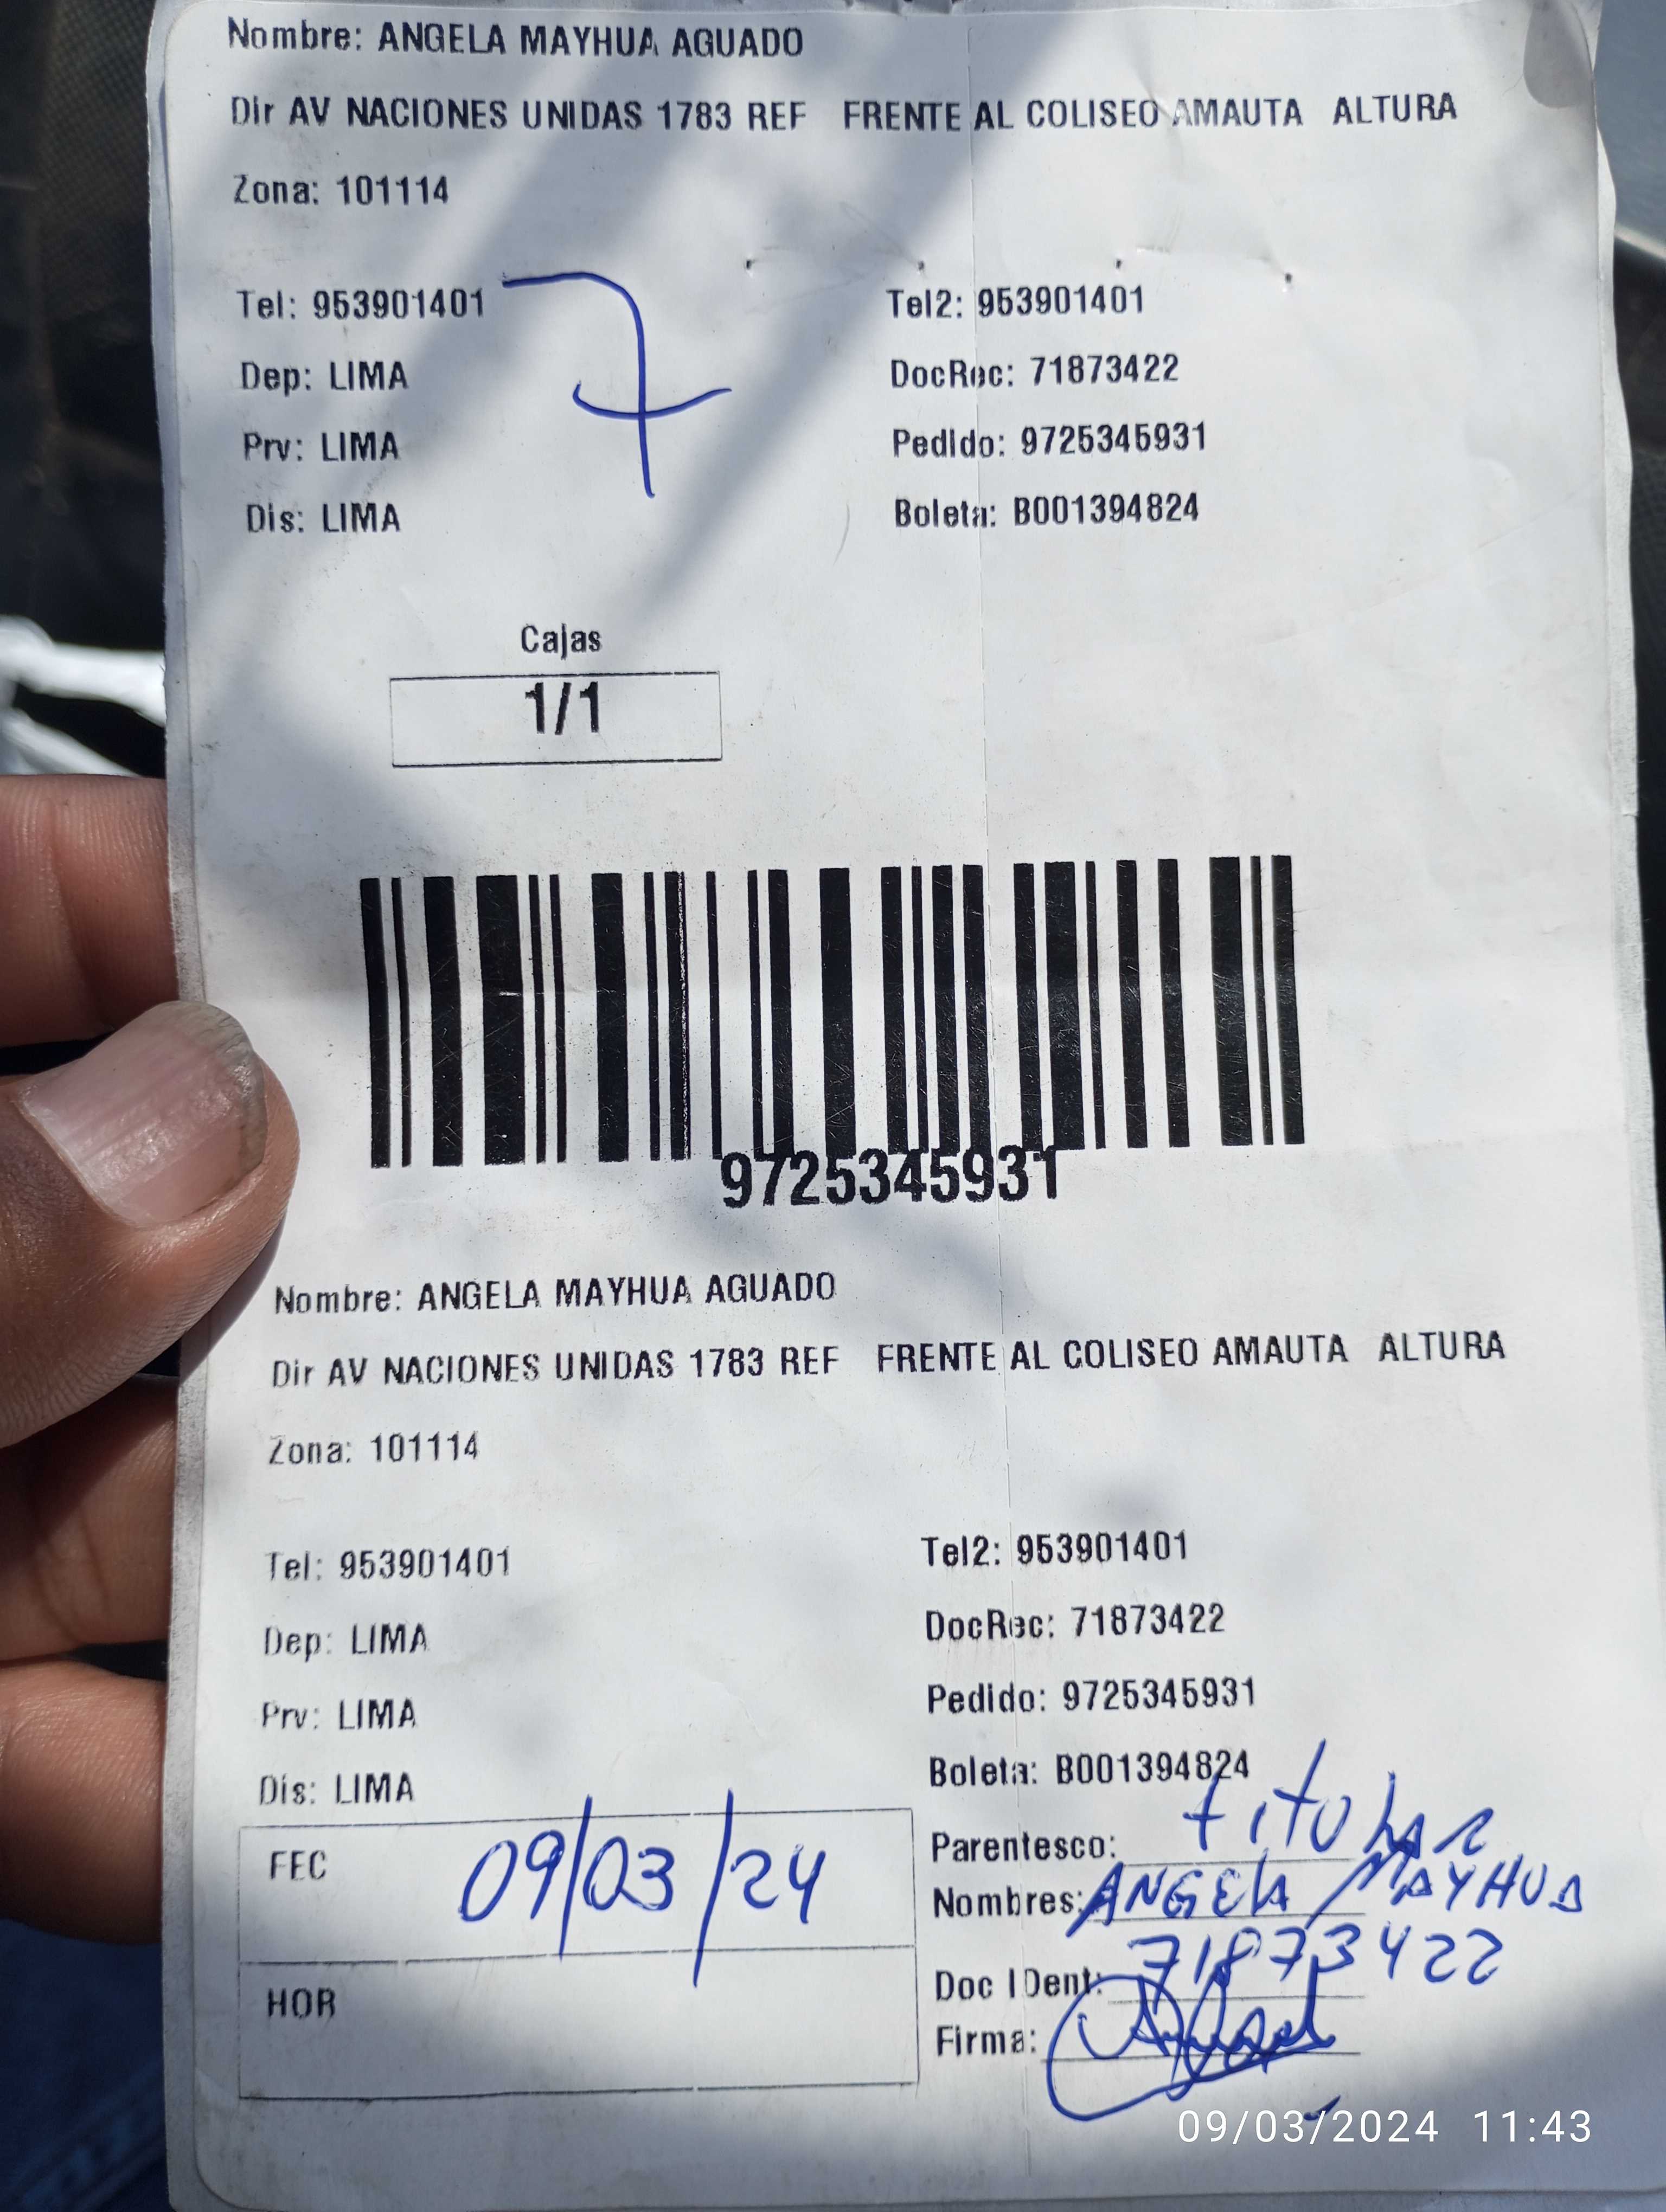 Nombre: ANGELA MAYHUA AGUADO
Dir AV NACIONES UNIDAS 1783 REF FRENTE AL COLISEO AMAUTA ALTURA
Zona: 101114
Tel: 953901401 7 Tel2: 953901401
Dep: LIMA DocRec: 71873422
Prv: LIMA Pedido: 9725345931
Dis: LIMA Boleta: B001394824
Cajas
1/1
9725345931
Nombre: ANGELA MAYHUA AGUADO
Dir AV NACIONES UNIDAS 1783 REF FRENTE AL COLISEO AMAUTA ALTURA
Zona: 101114
Tel: 953901401 Tel2: 953901401
Dep: LIMA DocRec: 71873422
Prv: LIMA Pedido: 9725345931
Dis: LIMA Boleta: B001394824
FEC 09/03/24
HOR
Parentesco: titular
Nombres: ANGELA MAYHUA
Doc IDent: 71873422
Firma:
09/03/2024 11:43